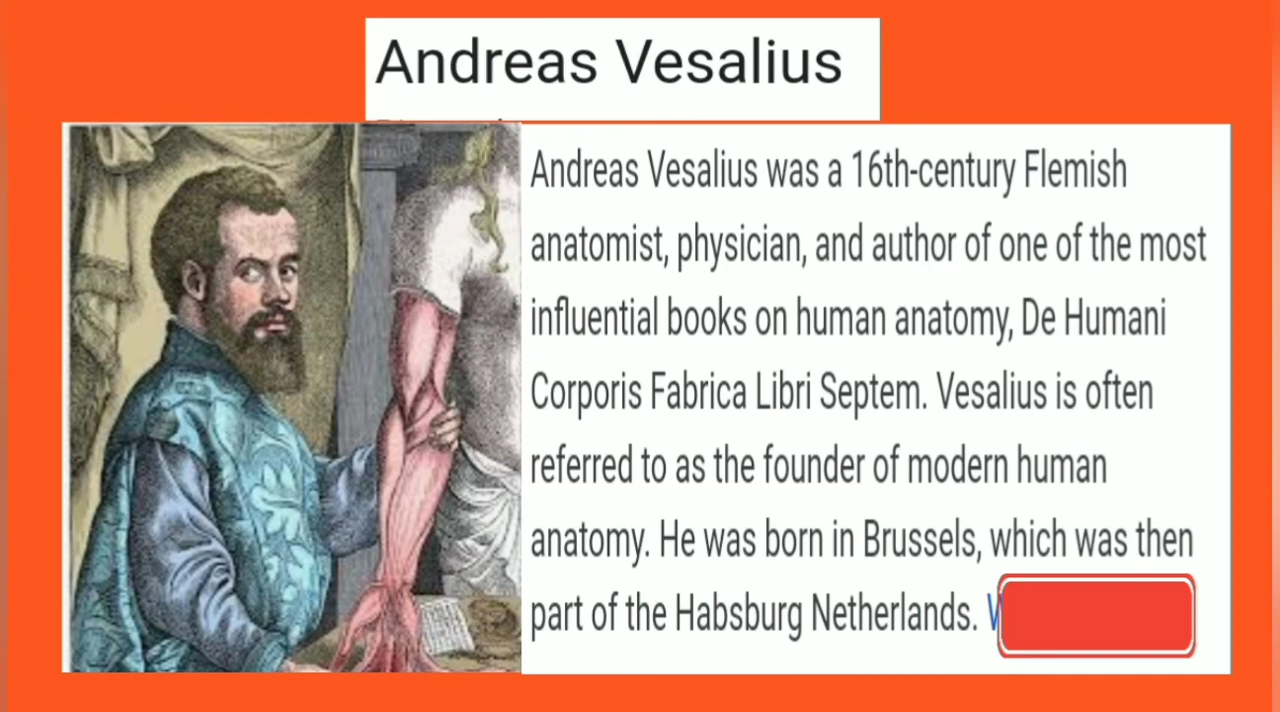 Andreas Vesalius
Andreas Vesalius was a 16th-century Flemish
anatomist, physician, and author of one of the most
influential books on human anatomy, De Humani
Corporis Fabrica Libri Septem. Vesalius is often
referred to as the founder of modern human
anatomy. He was born in Brussels, which was then
part of the Habsburg Netherlands.